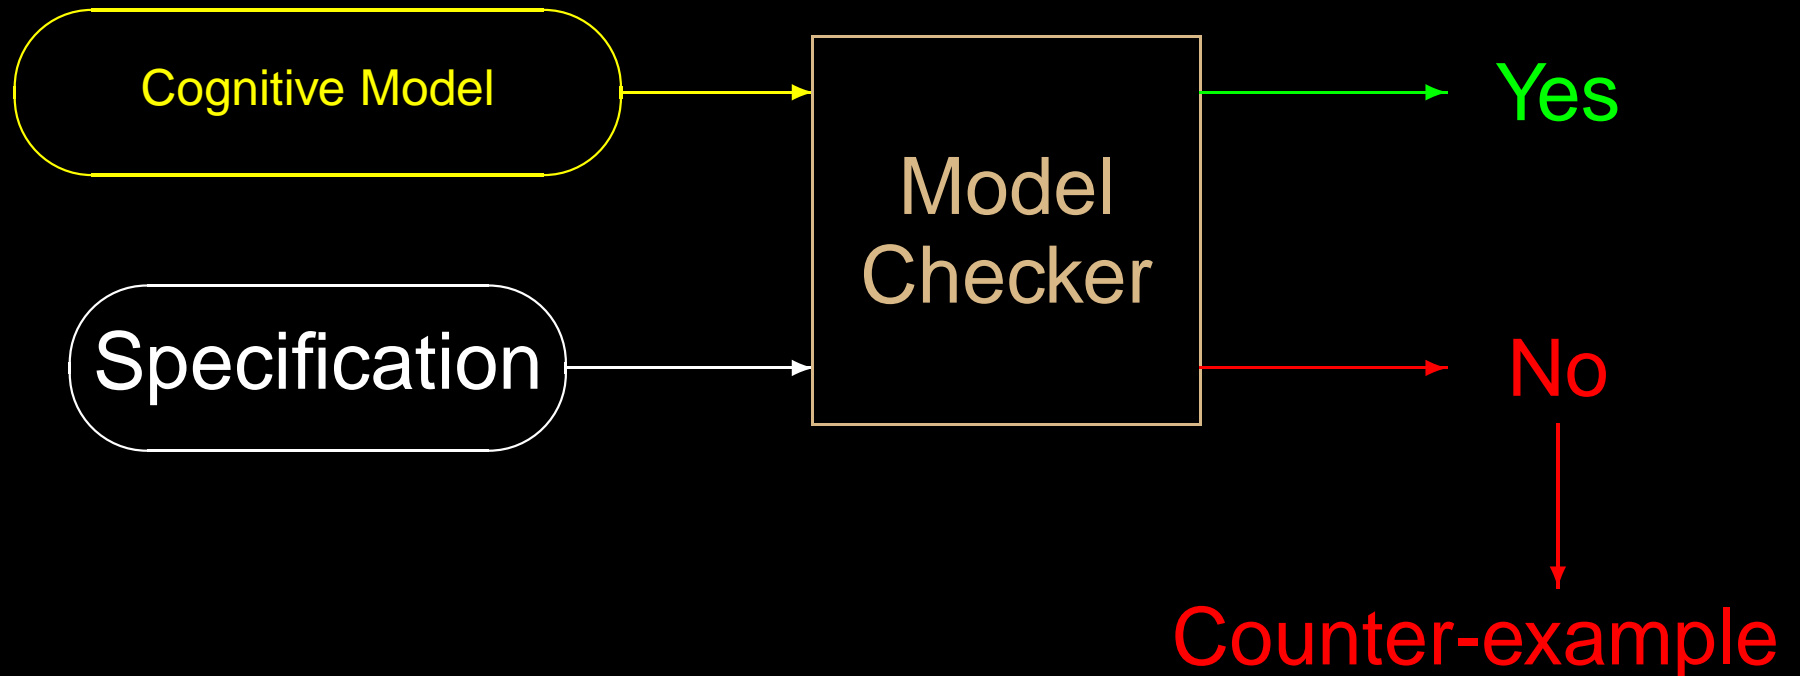 Cognitive Model
Specification
Model
Checker
Yes
No
Counter-example